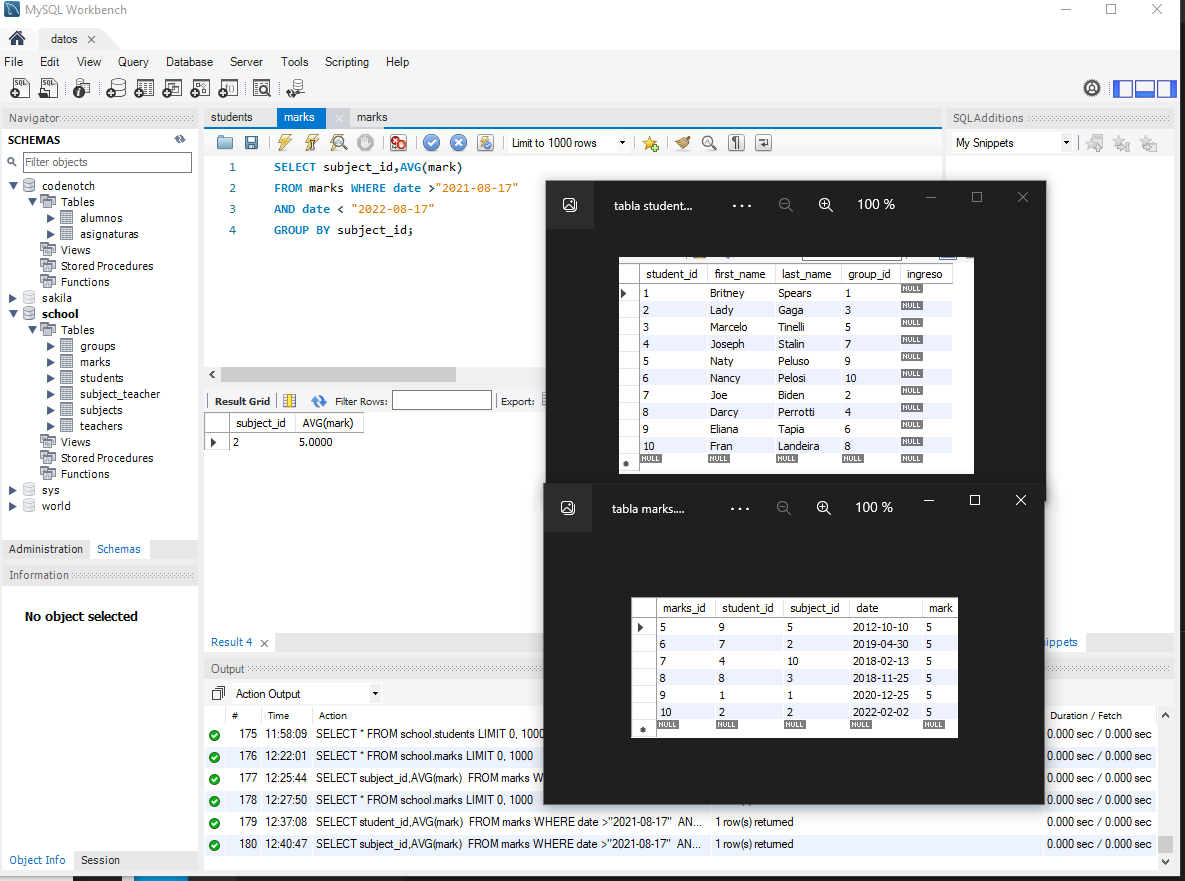 MySQL Workbench
datos
File Edit View Query Database Server Tools Scripting Help
Navigator
SCHEMAS
Filter objects
codenotch
Tables
alumnos
asignaturas
Views
Stored Procedures
Functions
sakila
school
Tables
groups
marks
students
subject_teacher
subjects
teachers
Views
Stored Procedures
Functions
sys
world
Administration Schemas
Information
No object selected
Object Info Session
students marks marks
Limit to 1000 rows
1 SELECT subject_id,AVG(mark)
2 FROM marks WHERE date >"2021-08-17"
3 AND date < "2022-08-17"
4 GROUP BY subject_id;
Result Grid Filter Rows: Export:
subject_id AVG(mark)
2 5.0000
Result 4
SQLAdditions
My Snippets
tabla student... 100 %
student_id first_name last_name group_id ingreso
1 Britney Spears 1 NULL
2 Lady Gaga 3 NULL
3 Marcelo Tinelli 5 NULL
4 Joseph Stalin 7 NULL
5 Naty Peluso 9 NULL
6 Nancy Pelosi 10 NULL
7 Joe Biden 2 NULL
8 Darcy Perrotti 4 NULL
9 Eliana Tapia 6 NULL
10 Fran Landeira 8 NULL
NULL NULL NULL NULL NULL
tabla marks.... 100 %
marks_id student_id subject_id date mark
5 9 5 2012-10-10 5
6 7 2 2019-04-30 5
7 4 10 2018-02-13 5
8 8 3 2018-11-25 5
9 1 1 2020-12-25 5
10 2 2 2022-02-02 5
NULL NULL NULL NULL NULL
ippets
Output
Action Output
# Time Action Duration / Fetch
175 11:58:09 SELECT * FROM school.students LIMIT 0, 1000 0.000 sec / 0.000 sec
176 12:22:01 SELECT * FROM school.marks LIMIT 0, 1000 0.000 sec / 0.000 sec
177 12:25:44 SELECT subject_id,AVG(mark) FROM marks W 0.000 sec / 0.000 sec
178 12:27:50 SELECT * FROM school.marks LIMIT 0, 1000 0.000 sec / 0.000 sec
179 12:37:08 SELECT student_id,AVG(mark) FROM marks WHERE date >"2021-08-17" AN... 1 row(s) returned 0.000 sec / 0.000 sec
180 12:40:47 SELECT subject_id,AVG(mark) FROM marks WHERE date >"2021-08-17" AN... 1 row(s) returned 0.000 sec / 0.000 sec